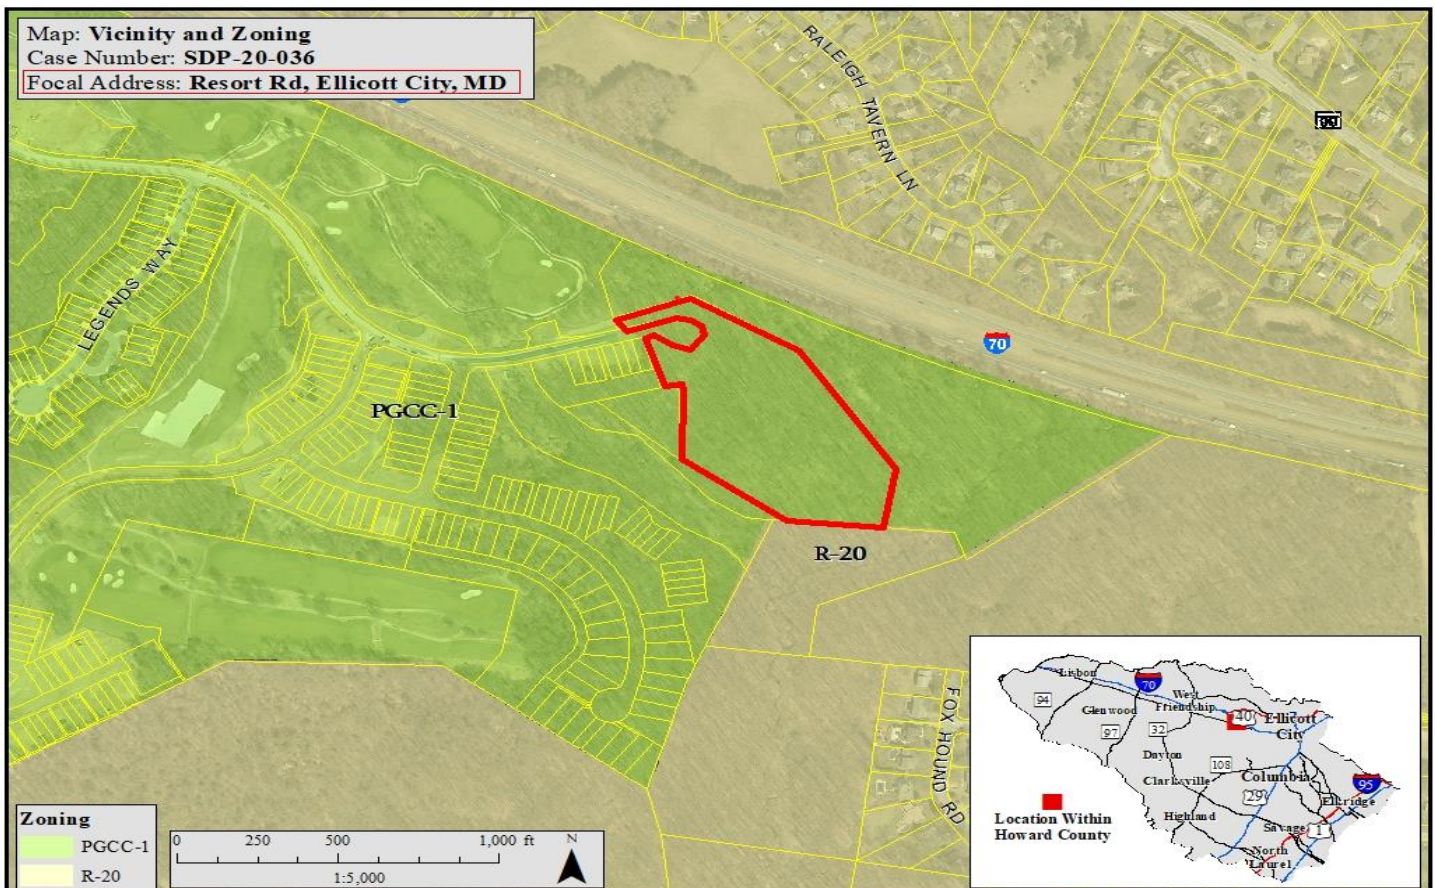 Map: Vicinity and Zoning
Case Number: SDP-20-036
Focal Address: Resort Rd, Ellicott City, MD
RALEIGH TAVERN LN
LEGENDS WAY
70
PGCC-1
R-20
FOX HOUND RD
Zoning
PGCC-1
R-20
0 250 500 1,000 ft
N
1:5,000
Lisbon
70
94
Glenwood
West
Friendship
40
Ellicott
City
97
32
Dayton
108
Clarksville
Columbia
29
95
Elkridge
Highland
Savage
1
North
Laurel
1
Location Within
Howard County